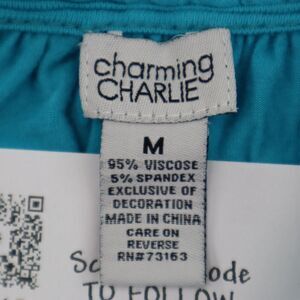 charming
CHARLIE
M
95% VISCOSE
5% SPANDEX
EXCLUSIVE OF
DECORATION
MADE IN CHINA
CARE ON
REVERSE
RN#73163
Sc ode
TO FOLLOW